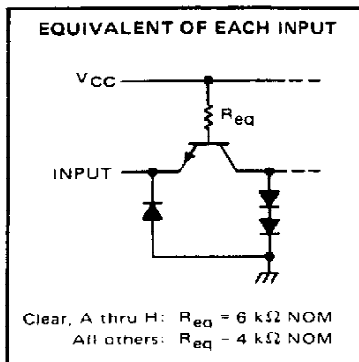 EQUIVALENT OF EACH INPUT
VCC
Req
INPUT
Clear, A thru H: Req = 6 kΩ NOM
All others: Req - 4 kΩ NOM